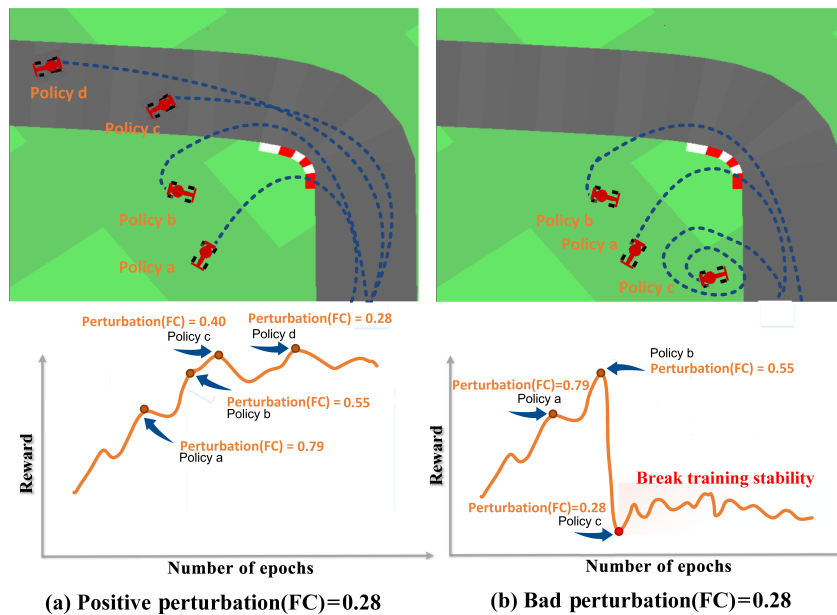 Policy d
Policy c
Policy b
Policy a
Policy b
Policy a
Policy c
Perturbation(FC) = 0.40
Policy c
Perturbation(FC) = 0.28
Policy d
Perturbation(FC) = 0.55
Policy b
Perturbation(FC) = 0.79
Policy a
Reward
Number of epochs
(a) Positive perturbation(FC)=0.28
Policy b
Perturbation(FC) = 0.55
Perturbation(FC)=0.79
Policy a
Break training stability
Perturbation(FC)=0.28
Policy c
Reward
Number of epochs
(b) Bad perturbation(FC)=0.28